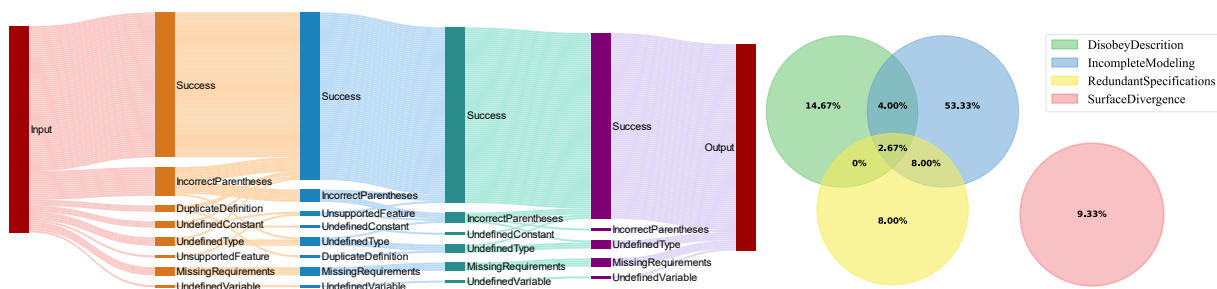 Input
Success
IncorrectParentheses
DuplicateDefinition
UndefinedConstant
UndefinedType
UnsupportedFeature
MissingRequirements
UndefinedVariable
Success
IncorrectParentheses
UnsupportedFeature
UndefinedConstant
UndefinedType
DuplicateDefinition
MissingRequirements
UndefinedVariable
Success
IncorrectParentheses
UndefinedConstant
UndefinedType
MissingRequirements
UndefinedVariable
Success
IncorrectParentheses
UndefinedType
MissingRequirements
UndefinedVariable
Output
14.67%
4.00%
53.33%
2.67%
0%
8.00%
8.00%
DisobeyDescrition
IncompleteModeling
RedundantSpecifications
SurfaceDivergence
9.33%